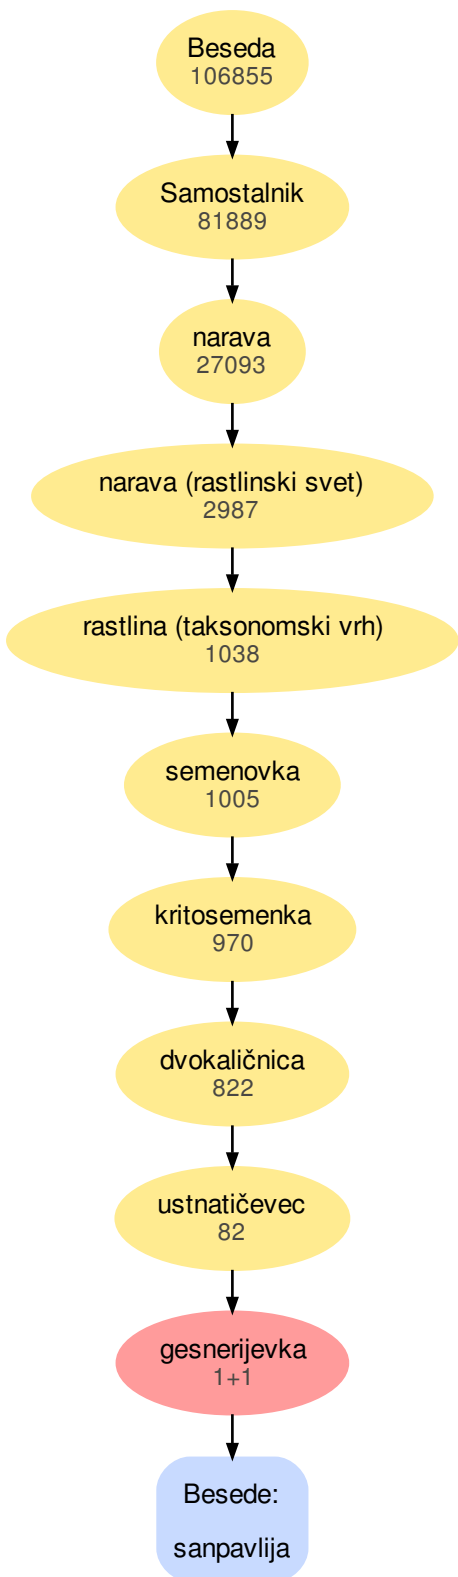 Beseda
106855
Samostalnik
81889
narava
27093
narava (rastlinski svet)
2987
rastlina (taksonomski vrh)
1038
semenovka
1005
kritosemenka
970
dvokaličnica
822
ustnatičevec
82
gesnerijevka
1+1
Besede:
sanpavlija